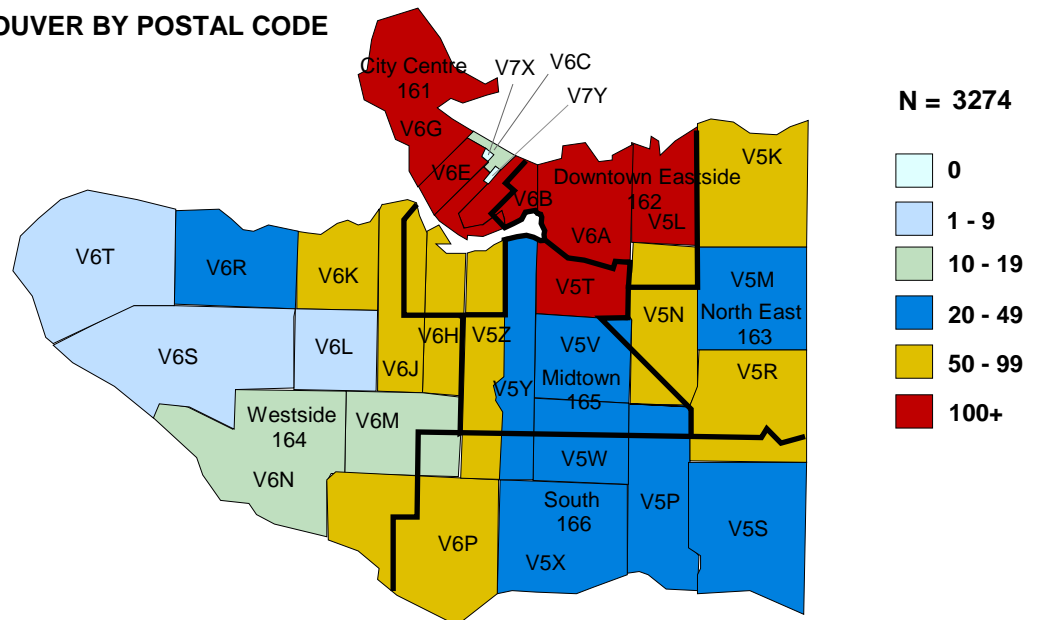 OUVER BY POSTAL CODE
City Centre
161
V7X
V6C
V7Y
N = 3274
V6G
V5K
V6E
0
V6B
Downtown Eastside
162
1 - 9
V5L
V6T
V6R
V6K
V6A
10 - 19
V5T
V5M
20 - 49
North East
163
V6S
V6L
V6H
V5Z
V5N
V6J
V5V
50 - 99
V5Y
Midtown
165
V5R
100+
Westside
164
V6M
V5W
V6N
South
166
V5P
V5S
V6P
V5X